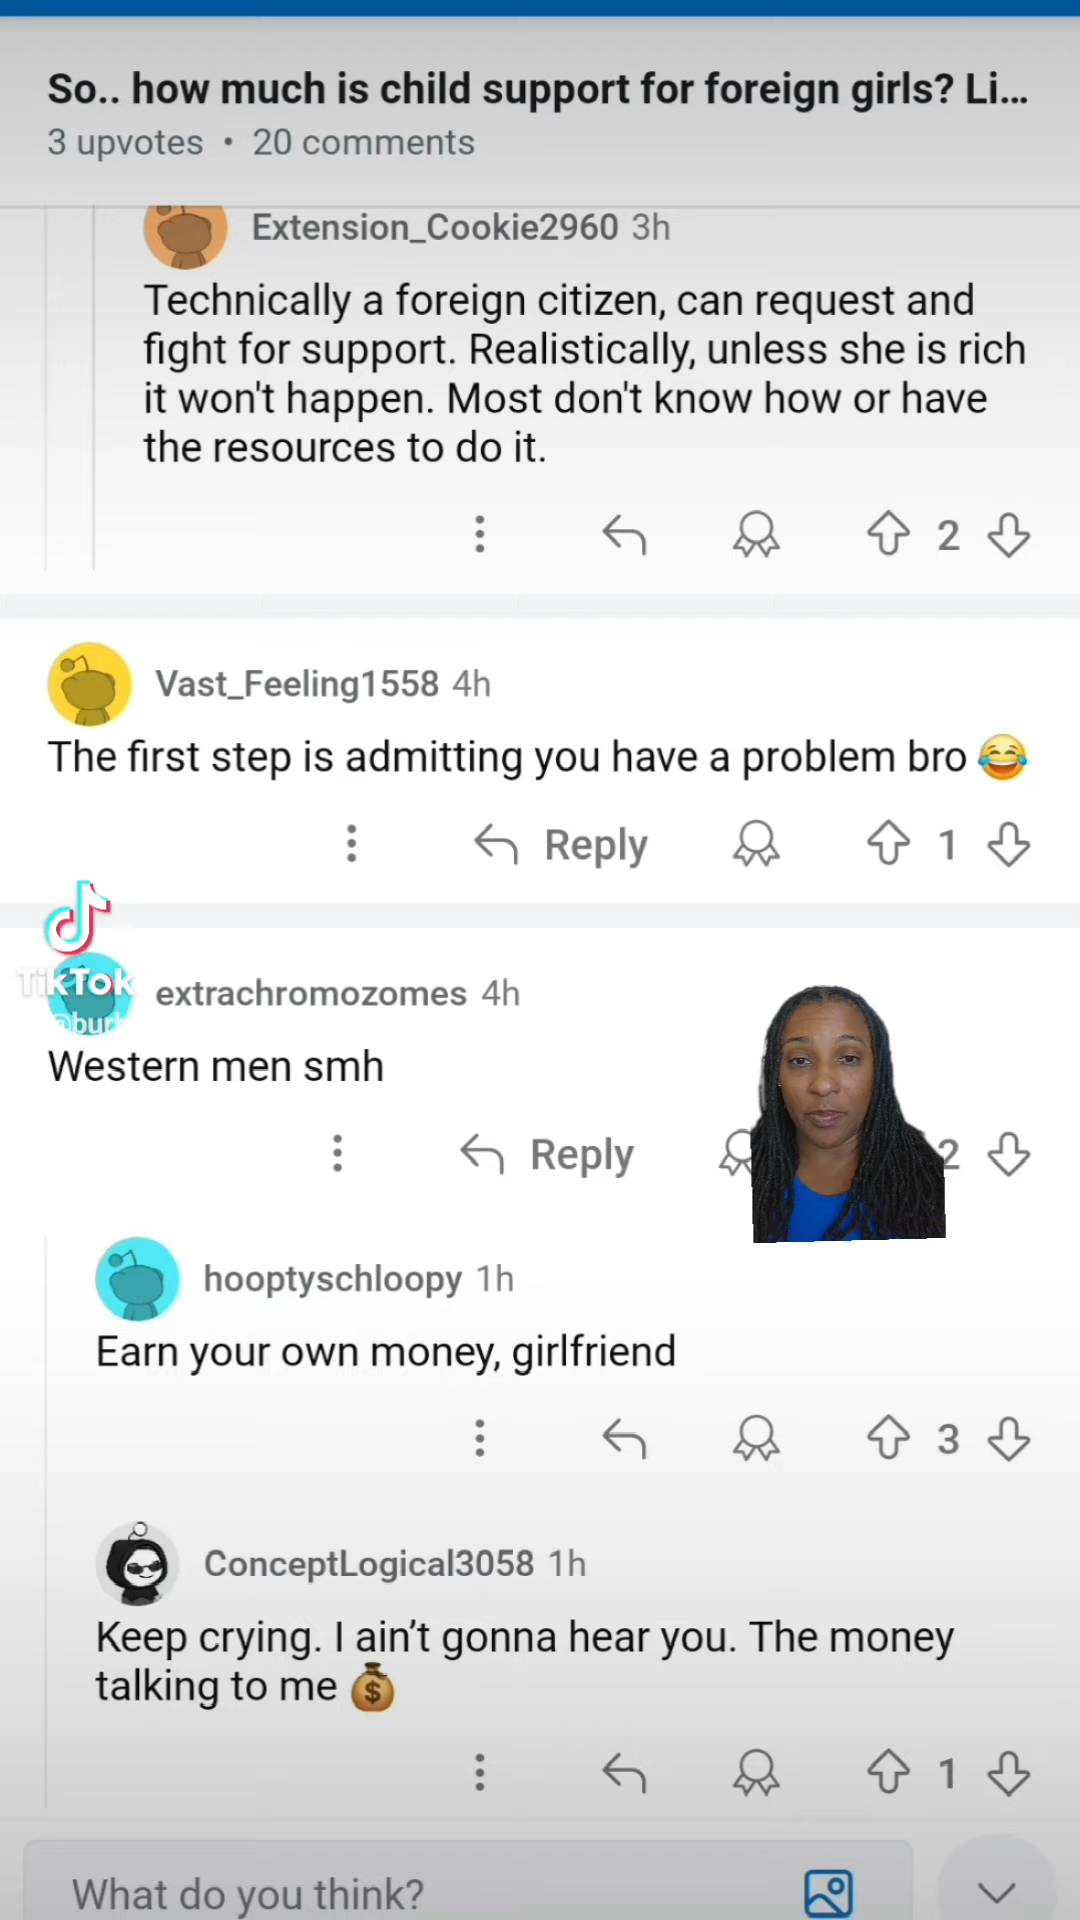 So.. how much is child support for foreign girls? Li...
3 upvotes • 20 comments
Extension_Cookie2960 3h
Technically a foreign citizen, can request and
fight for support. Realistically, unless she is rich
it won't happen. Most don't know how or have
the resources to do it.
2
Vast_Feeling1558 4h
The first step is admitting you have a problem bro 😂
Reply
1
TikTok
extrachromozomes 4h
Western men smh
Reply
2
hooptyschloopy 1h
Earn your own money, girlfriend
3
ConceptLogical3058 1h
Keep crying. I ain't gonna hear you. The money
talking to me 💰
1
What do you think?